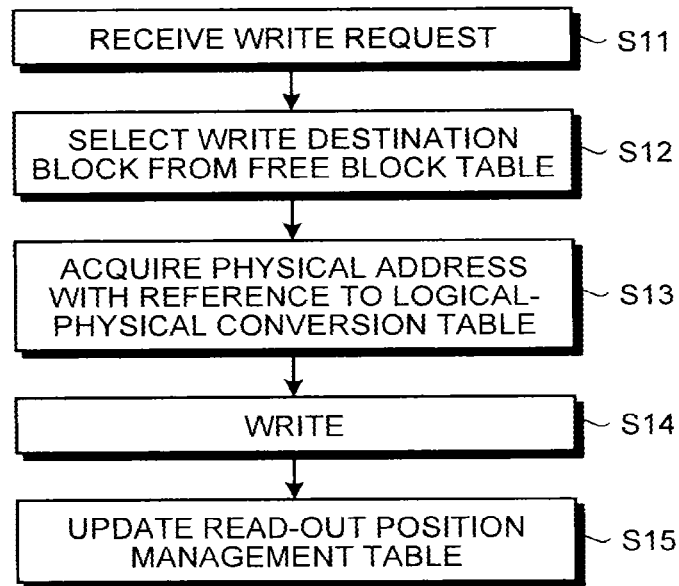 RECEIVE WRITE REQUEST
S11
SELECT WRITE DESTINATION
BLOCK FROM FREE BLOCK TABLE
S12
ACQUIRE PHYSICAL ADDRESS
WITH REFERENCE TO LOGICAL-
PHYSICAL CONVERSION TABLE
S13
WRITE
S14
UPDATE READ-OUT POSITION
MANAGEMENT TABLE
S15